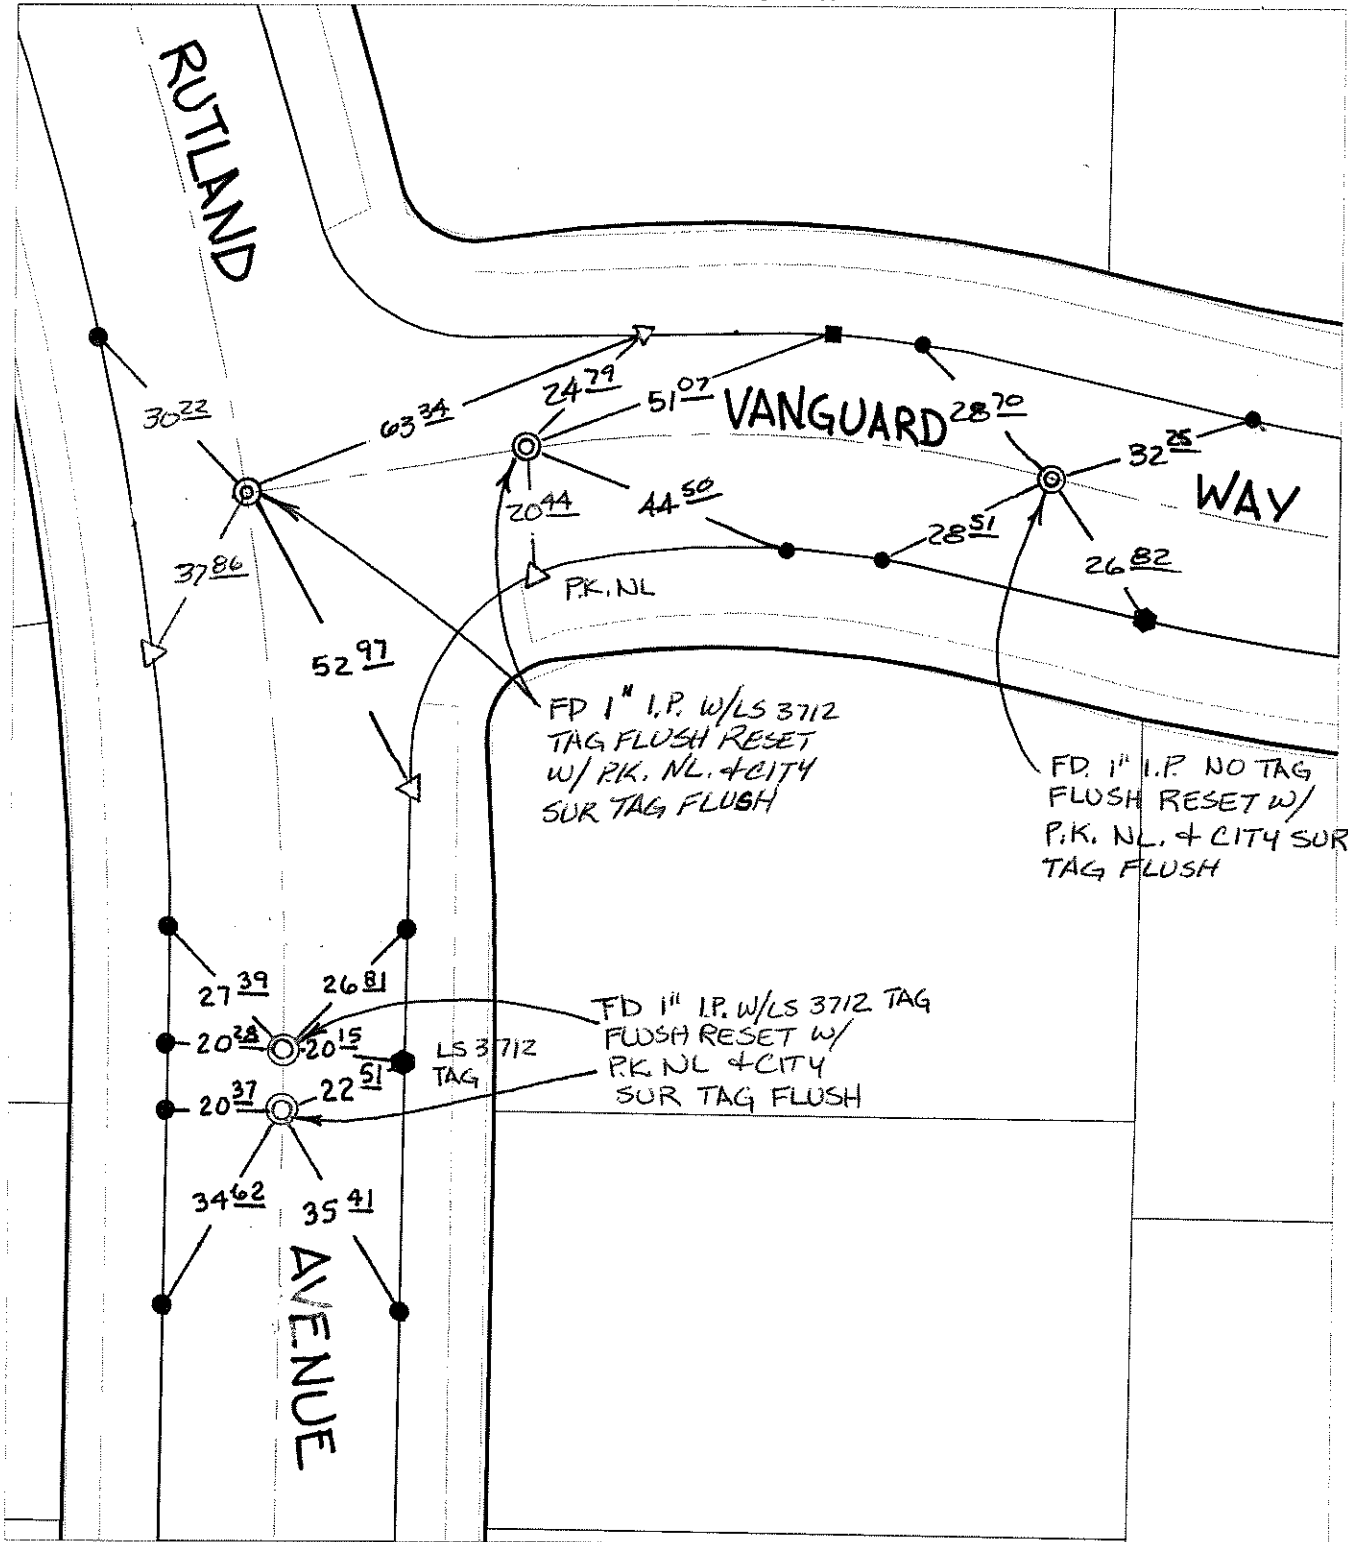 RUTLAND
30 22
63 34
24 79
51 07
VANGUARD
28 70
32 25
WAY
37 86
20 44
44 50
28 51
26 82
P.K. NL
52 97
FD 1" I.P. W/LS 3712
TAG FLUSH RESET
W/ P.K. NL. & CITY
SUR TAG FLUSH
FD. 1" I.P. NO TAG
FLUSH RESET W/
P.K. NL. & CITY SUR
TAG FLUSH
27 39
26 81
20 28
20 15
LS 3712
TAG
20 37
22 51
FD 1" I.P. W/LS 3712 TAG
FLUSH RESET W/
P.K. NL & CITY
SUR TAG FLUSH
34 62
35 41
AVENUE